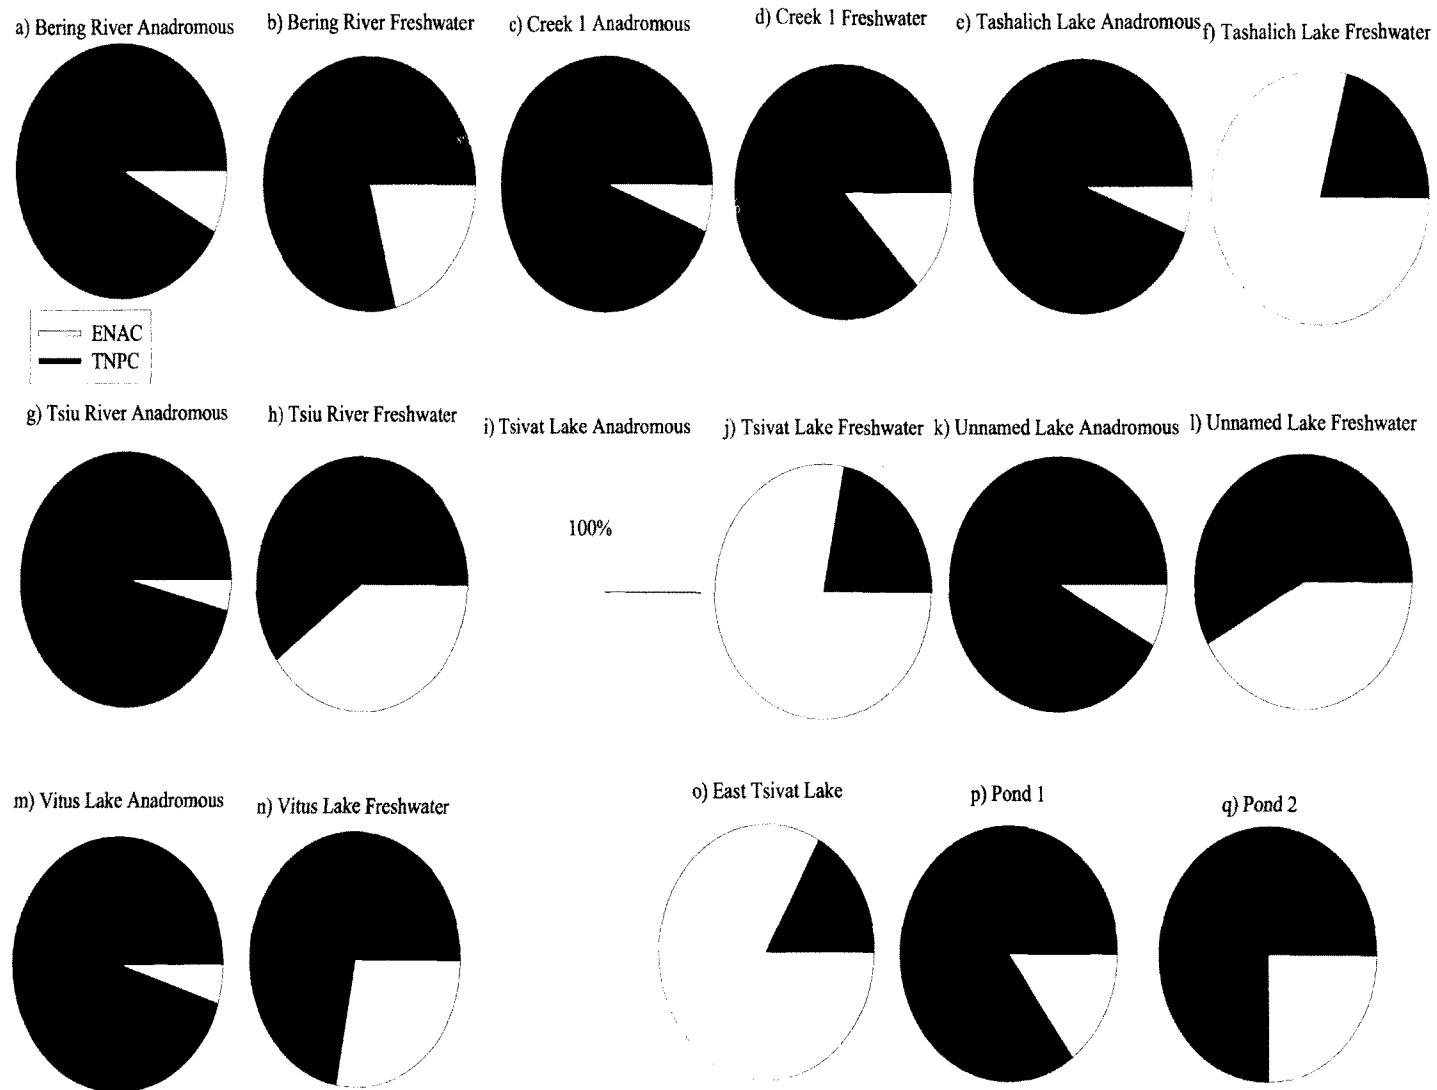 a) Bering River Anadromous
b) Bering River Freshwater
c) Creek 1 Anadromous
d) Creek 1 Freshwater
e) Tashalich Lake Anadromous
f) Tashalich Lake Freshwater
ENAC
TNPC
g) Tsiu River Anadromous
h) Tsiu River Freshwater
i) Tsivat Lake Anadromous
j) Tsivat Lake Freshwater
k) Unnamed Lake Anadromous
l) Unnamed Lake Freshwater
100%
m) Vitus Lake Anadromous
n) Vitus Lake Freshwater
o) East Tsivat Lake
p) Pond 1
q) Pond 2